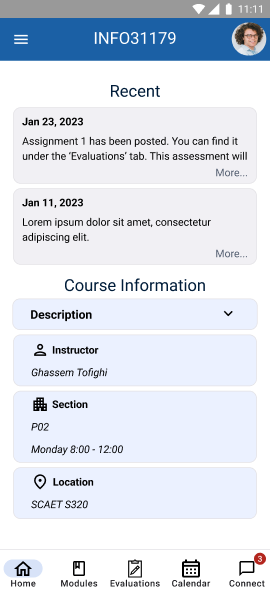 11:11
INFO31179
Recent
Jan 23, 2023
Assignment 1 has been posted. You can find it
under the ‘Evaluations’ tab. This assessment will
More...
Jan 11, 2023
Lorem ipsum dolor sit amet, consectetur
adipiscing elit.
More...
Course Information
Description
Instructor
Ghassem Tofighi
Section
P02
Monday 8:00 - 12:00
Location
SCAET S320
3
Home Modules Evaluations Calendar Connect